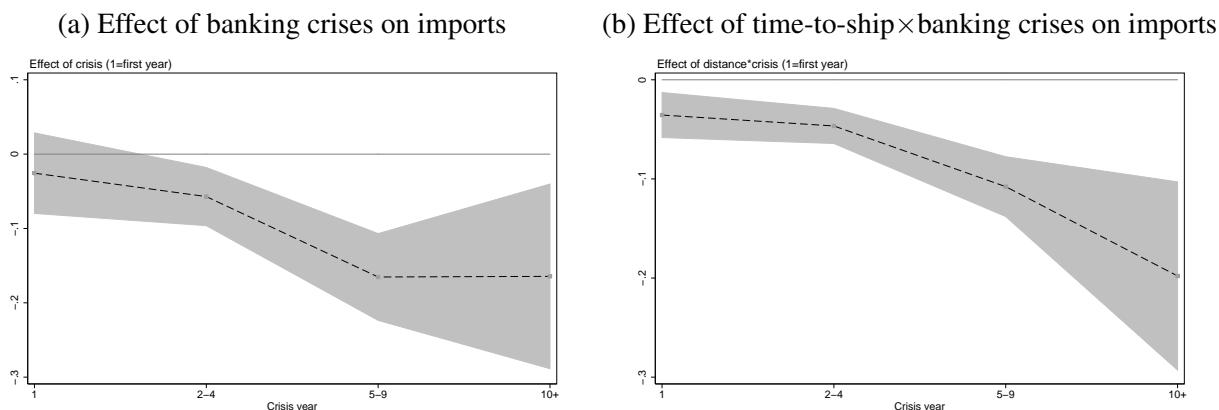 (a) Effect of banking crises on imports
Effect of crisis (1=first year)
.1
0
-.1
-.2
-.3
1
2–4
5–9
10+
Crisis year
(b) Effect of time-to-ship×banking crises on imports
Effect of distance*crisis (1=first year)
0
-.1
-.2
-.3
1
2–4
5–9
10+
Crisis year